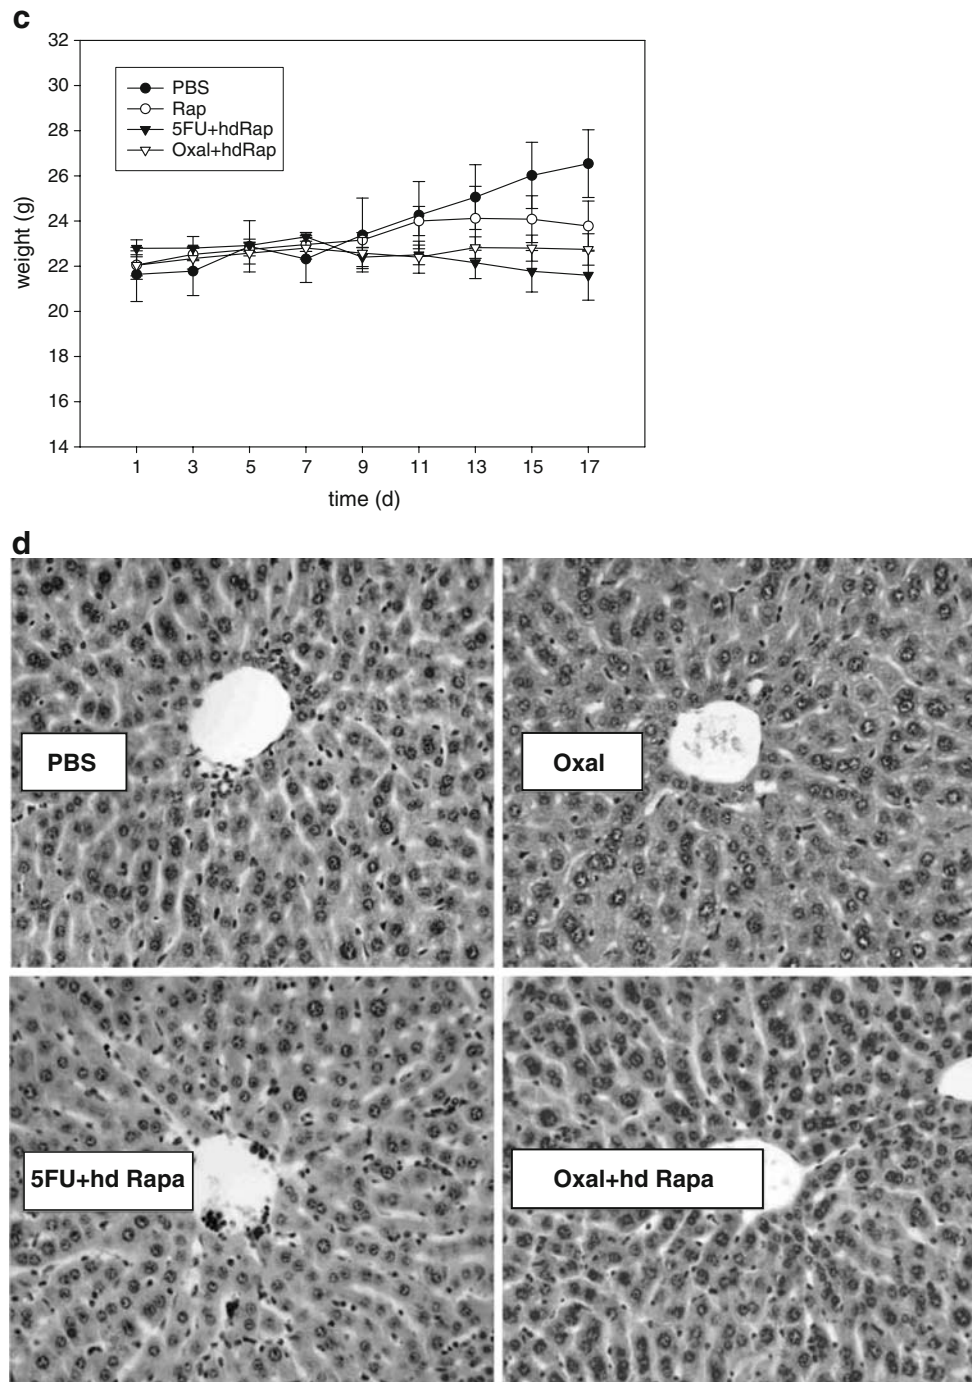 c
32
30
28
26
24
22
20
18
16
14
weight (g)
PBS
Rap
5FU+hdRap
Oxal+hdRap
1 3 5 7 9 11 13 15 17
time (d)
d
PBS
Oxal
5FU+hd Rapa
Oxal+hd Rapa